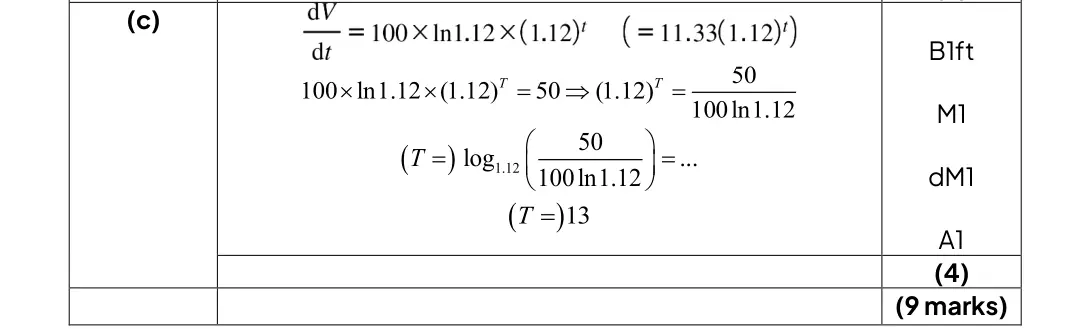 (c)
dV/dt = 100 × ln1.12 × (1.12)^t ( = 11.33(1.12)^t)
B1ft
100 × ln1.12 × (1.12)^T = 50 ⇒ (1.12)^T = 50/(100 ln1.12)
M1
(T =) log_1.12 (50/(100 ln1.12)) = ...
dM1
(T =)13
A1
(4)
(9 marks)